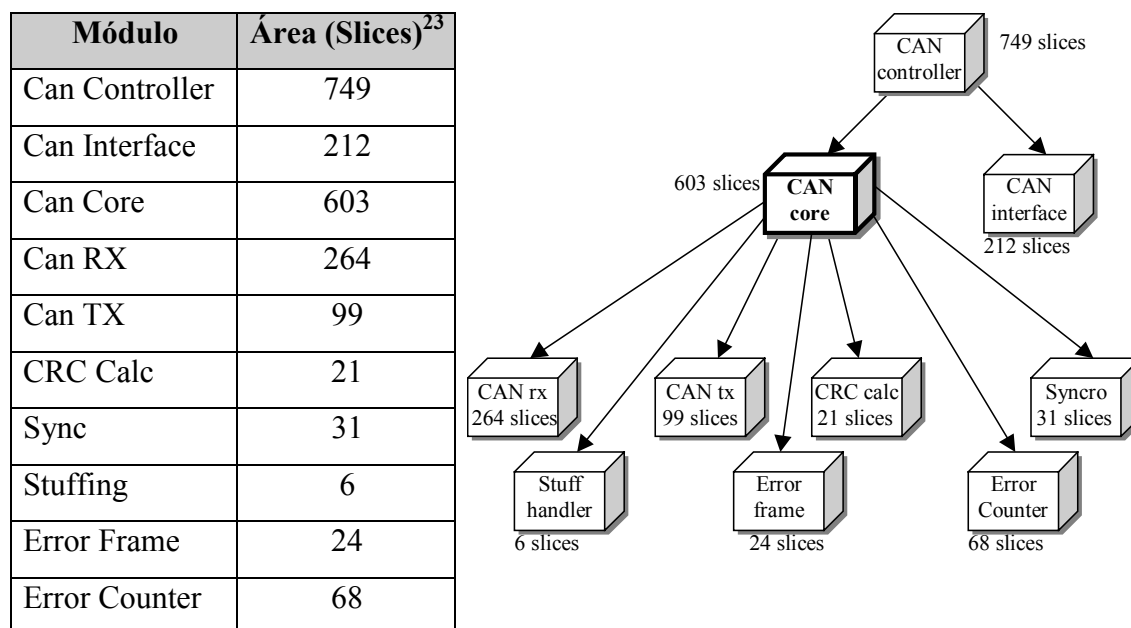 Módulo Área (Slices)23
Can Controller 749
Can Interface 212
Can Core 603
Can RX 264
Can TX 99
CRC Calc 21
Sync 31
Stuffing 6
Error Frame 24
Error Counter 68
CAN
controller
749 slices
603 slices
CAN
core
CAN
interface
212 slices
CAN rx
264 slices
CAN tx
99 slices
CRC calc
21 slices
Syncro
31 slices
Stuff
handler
6 slices
Error
frame
24 slices
Error
Counter
68 slices